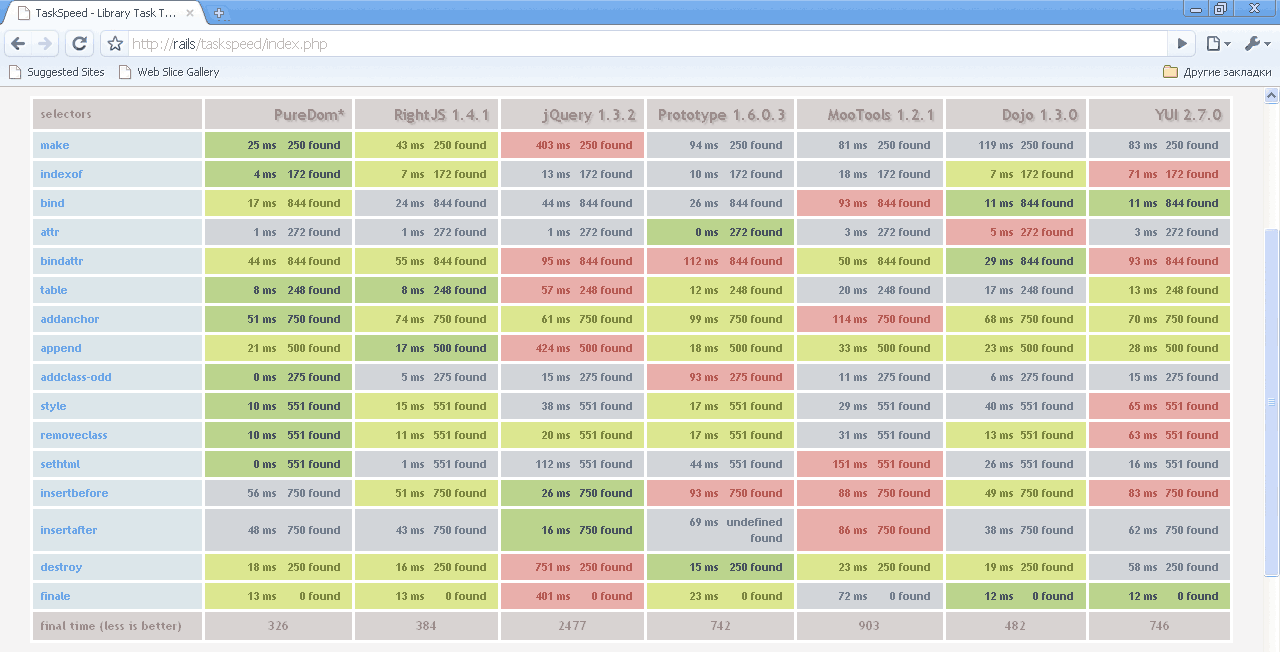 TaskSpeed - Library Task T...
http://rails/taskspeed/index.php
Suggested Sites Web Slice Gallery Другие закладки
selectors PureDom* RightJS 1.4.1 jQuery 1.3.2 Prototype 1.6.0.3 MooTools 1.2.1 Dojo 1.3.0 YUI 2.7.0
make 25 ms 250 found 43 ms 250 found 403 ms 250 found 94 ms 250 found 81 ms 250 found 119 ms 250 found 83 ms 250 found
indexof 4 ms 172 found 7 ms 172 found 13 ms 172 found 10 ms 172 found 18 ms 172 found 7 ms 172 found 71 ms 172 found
bind 17 ms 844 found 24 ms 844 found 44 ms 844 found 26 ms 844 found 93 ms 844 found 11 ms 844 found 11 ms 844 found
attr 1 ms 272 found 1 ms 272 found 1 ms 272 found 0 ms 272 found 3 ms 272 found 5 ms 272 found 3 ms 272 found
bindattr 44 ms 844 found 55 ms 844 found 95 ms 844 found 112 ms 844 found 50 ms 844 found 29 ms 844 found 93 ms 844 found
table 8 ms 248 found 8 ms 248 found 57 ms 248 found 12 ms 248 found 20 ms 248 found 17 ms 248 found 13 ms 248 found
addanchor 51 ms 750 found 74 ms 750 found 61 ms 750 found 99 ms 750 found 114 ms 750 found 68 ms 750 found 70 ms 750 found
append 21 ms 500 found 17 ms 500 found 424 ms 500 found 18 ms 500 found 33 ms 500 found 23 ms 500 found 28 ms 500 found
addclass-odd 0 ms 275 found 5 ms 275 found 15 ms 275 found 93 ms 275 found 11 ms 275 found 6 ms 275 found 15 ms 275 found
style 10 ms 551 found 15 ms 551 found 38 ms 551 found 17 ms 551 found 29 ms 551 found 40 ms 551 found 65 ms 551 found
removeclass 10 ms 551 found 11 ms 551 found 20 ms 551 found 17 ms 551 found 31 ms 551 found 13 ms 551 found 63 ms 551 found
sethtml 0 ms 551 found 1 ms 551 found 112 ms 551 found 44 ms 551 found 151 ms 551 found 26 ms 551 found 16 ms 551 found
insertbefore 56 ms 750 found 51 ms 750 found 26 ms 750 found 93 ms 750 found 88 ms 750 found 49 ms 750 found 83 ms 750 found
insertafter 48 ms 750 found 43 ms 750 found 16 ms 750 found 69 ms undefined found 86 ms 750 found 38 ms 750 found 62 ms 750 found
destroy 18 ms 250 found 16 ms 250 found 751 ms 250 found 15 ms 250 found 23 ms 250 found 19 ms 250 found 58 ms 250 found
finale 13 ms 0 found 13 ms 0 found 401 ms 0 found 23 ms 0 found 72 ms 0 found 12 ms 0 found 12 ms 0 found
final time (less is better) 326 384 2477 742 903 482 746